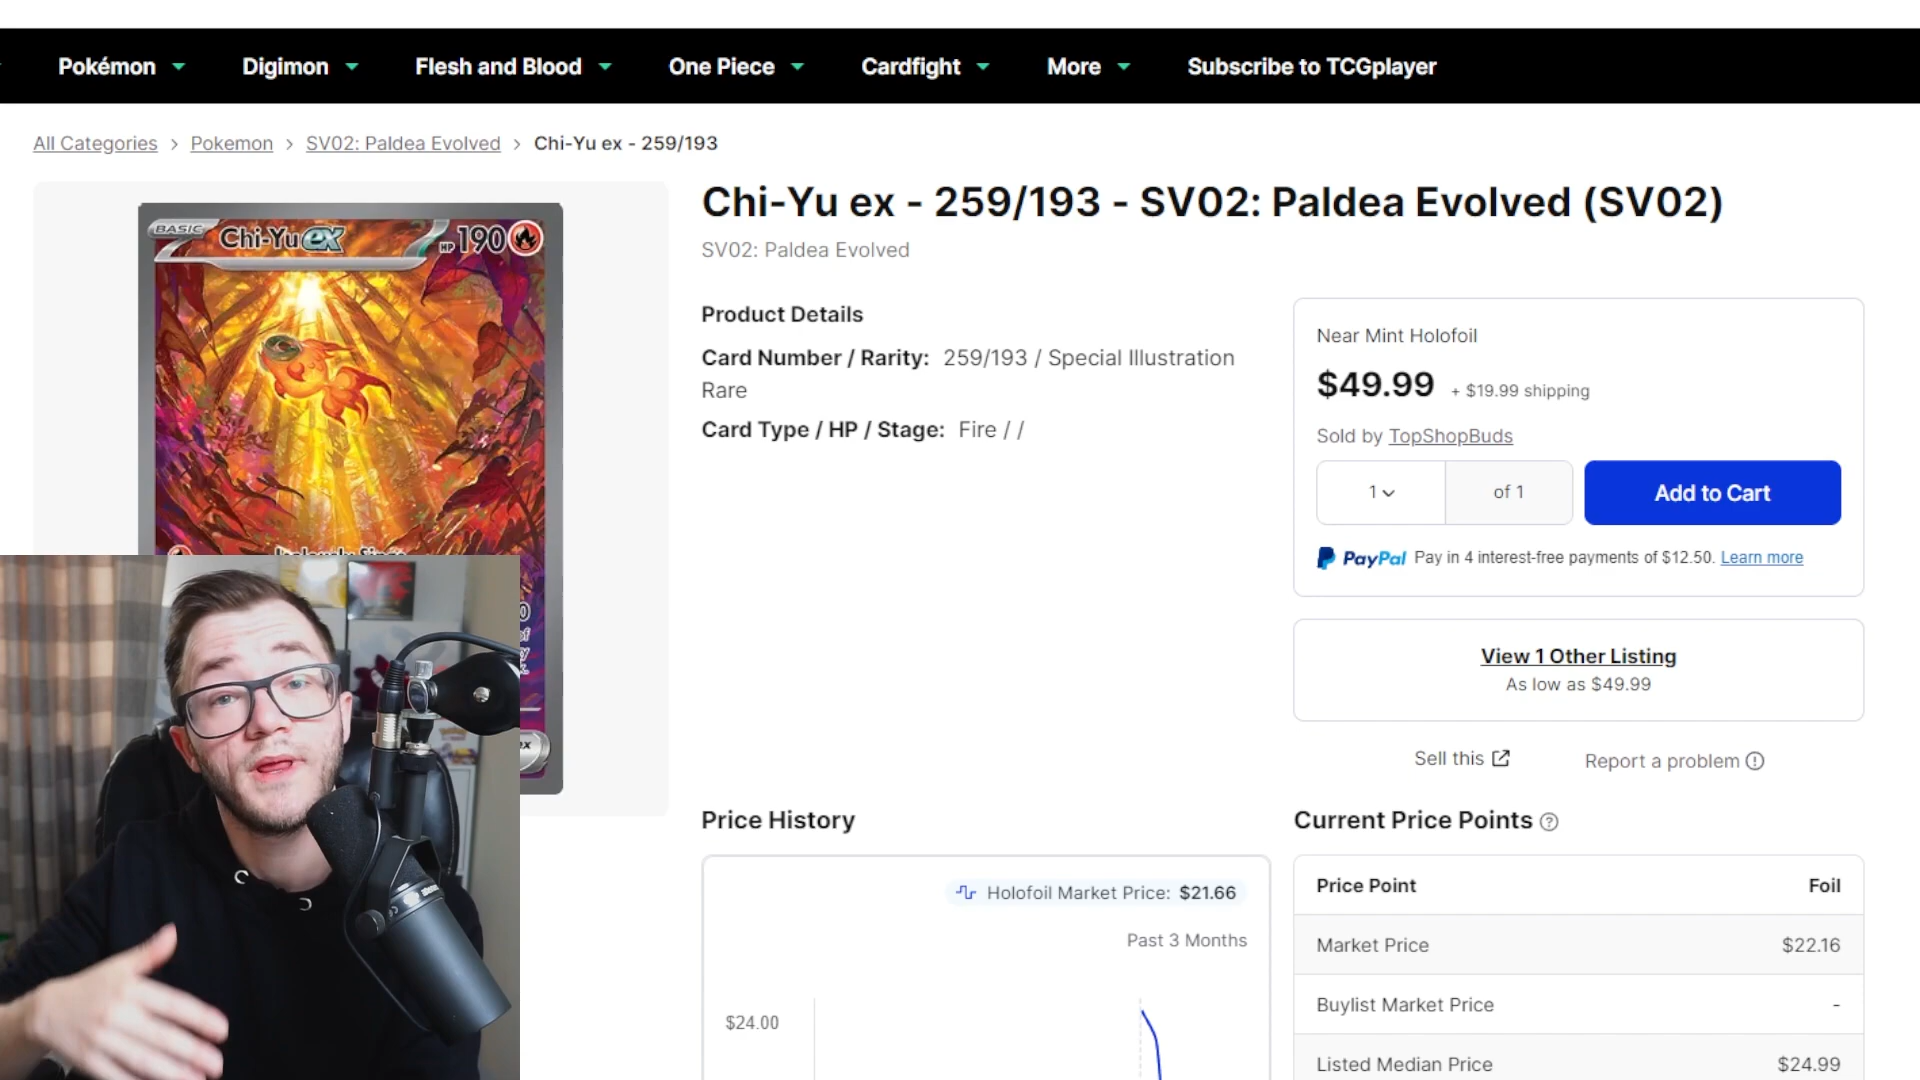 Pokémon Digimon Flesh and Blood One Piece Cardfight More Subscribe to TCGplayer
All Categories > Pokemon > SV02: Paldea Evolved > Chi-Yu ex - 259/193
BASIC Chi-Yu ex HP 190
Chi-Yu ex - 259/193 - SV02: Paldea Evolved (SV02)
SV02: Paldea Evolved
Product Details
Card Number / Rarity: 259/193 / Special Illustration
Rare
Card Type / HP / Stage: Fire / /
Near Mint Holofoil
$49.99 + $19.99 shipping
Sold by TopShopBuds
1 of 1 Add to Cart
PayPal Pay in 4 interest-free payments of $12.50. Learn more
View 1 Other Listing
As low as $49.99
Sell this Report a problem
Price History
Holofoil Market Price: $21.66
Past 3 Months
$24.00
Current Price Points
Price Point Foil
Market Price $22.16
Buylist Market Price -
Listed Median Price $24.99